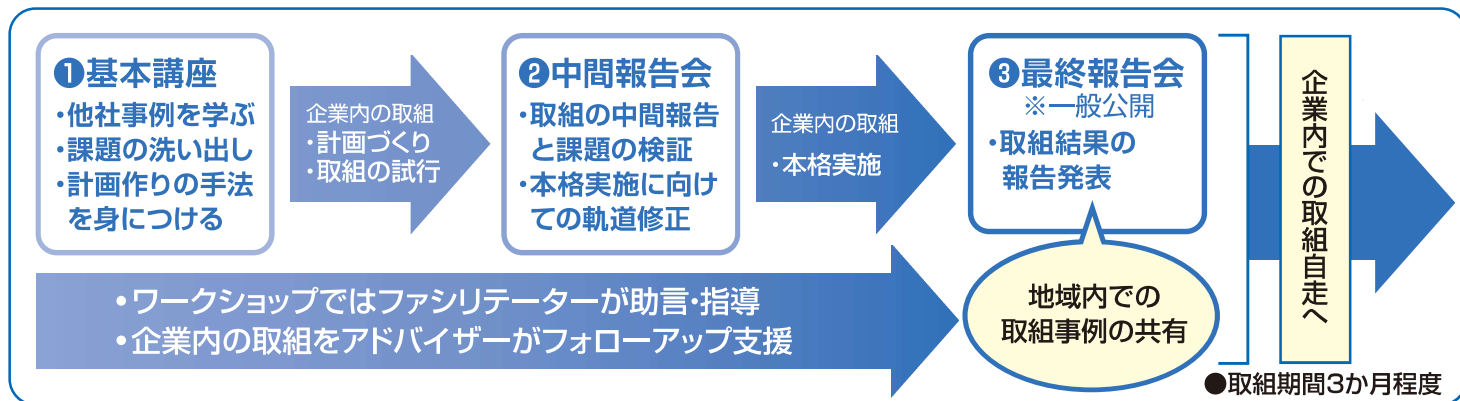 ❶基本講座
・他社事例を学ぶ
・課題の洗い出し
・計画作りの手法
を身につける
企業内の取組
・計画づくり
・取組の試行
❷中間報告会
・取組の中間報告
と課題の検証
・本格実施に向け
ての軌道修正
企業内の取組
・本格実施
❸最終報告会
※一般公開
・取組結果の
報告発表
企業内での取組自走へ
•ワークショップではファシリテーターが助言・指導
•企業内の取組をアドバイザーがフォローアップ支援
地域内での
取組事例の共有
●取組期間3か月程度